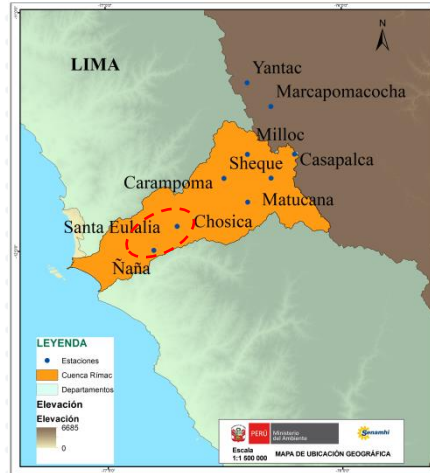 N
LIMA
Yantac
Marcapomacocha
Milloc
Sheque
Casapalca
Carampoma
Matucana
Santa Eulalia
Chosica
Ñaña
LEYENDA
Estaciones
Cuenca Rímac
Departamentos
Elevación
Elevación
6685
0
PERÚ
Ministerio
del Ambiente
Senamhi
Escala
1:1 500 000
MAPA DE UBICACIÓN GEOGRÁFICA